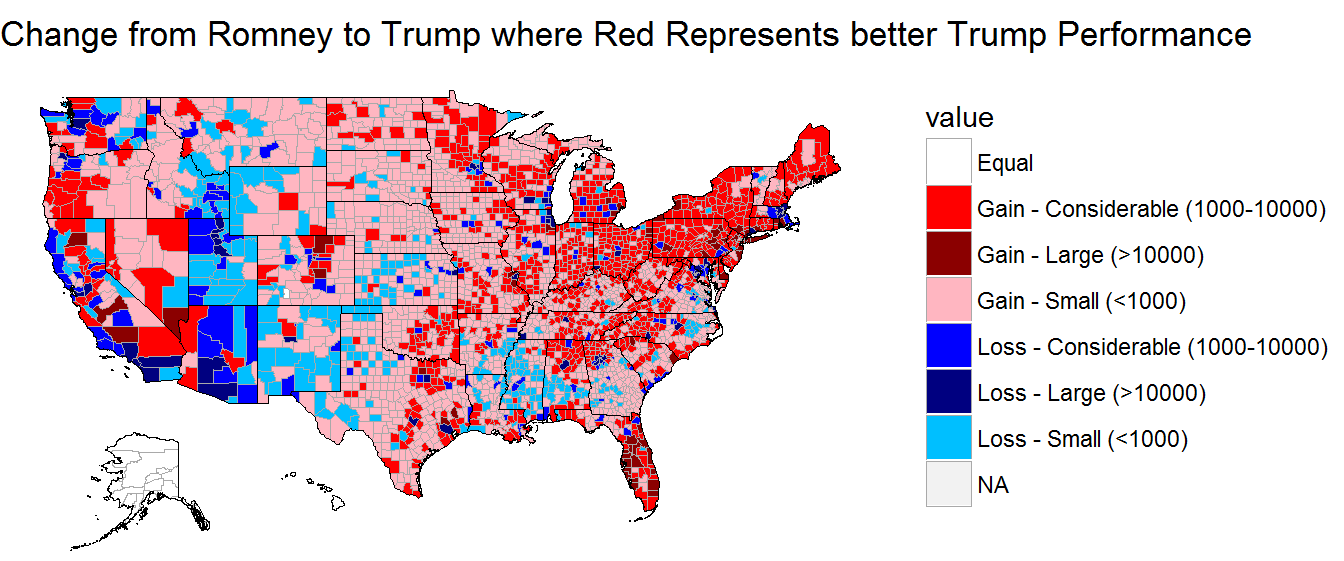 Change from Romney to Trump where Red Represents better Trump Performance
value
Equal
Gain - Considerable (1000-10000)
Gain - Large (>10000)
Gain - Small (<1000)
Loss - Considerable (1000-10000)
Loss - Large (>10000)
Loss - Small (<1000)
NA